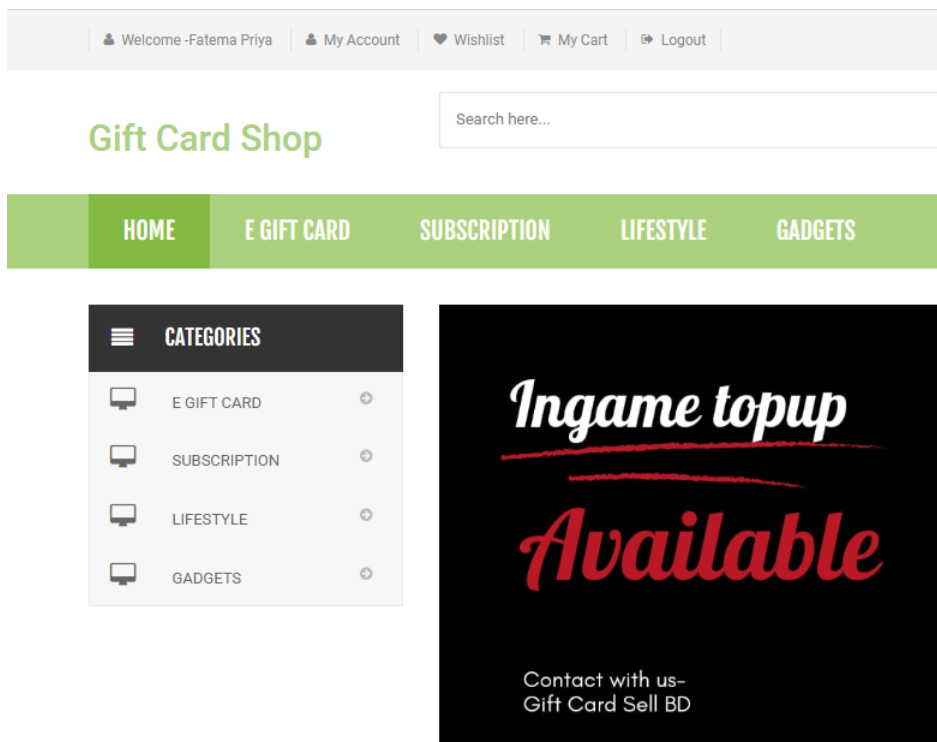 Welcome -Fatema Priya My Account Wishlist My Cart Logout
Gift Card Shop
Search here...
HOME E GIFT CARD SUBSCRIPTION LIFESTYLE GADGETS
CATEGORIES
E GIFT CARD
SUBSCRIPTION
LIFESTYLE
GADGETS
Ingame topup
Available
Contact with us-
Gift Card Sell BD